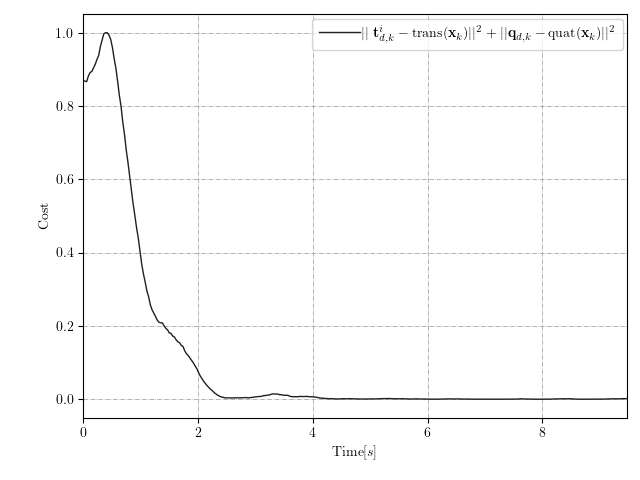 || t^i_{d,k} − trans(x_k)||^2 + ||q_{d,k} − quat(x_k)||^2
1.0
0.8
0.6
0.4
0.2
0.0
Cost
0 2 4 6 8
Time[s]